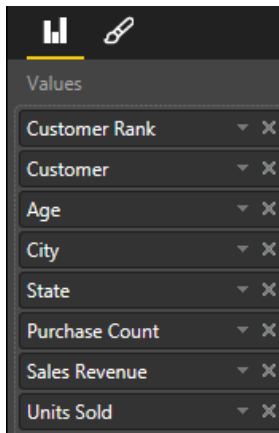 Values
Customer Rank
Customer
Age
City
State
Purchase Count
Sales Revenue
Units Sold